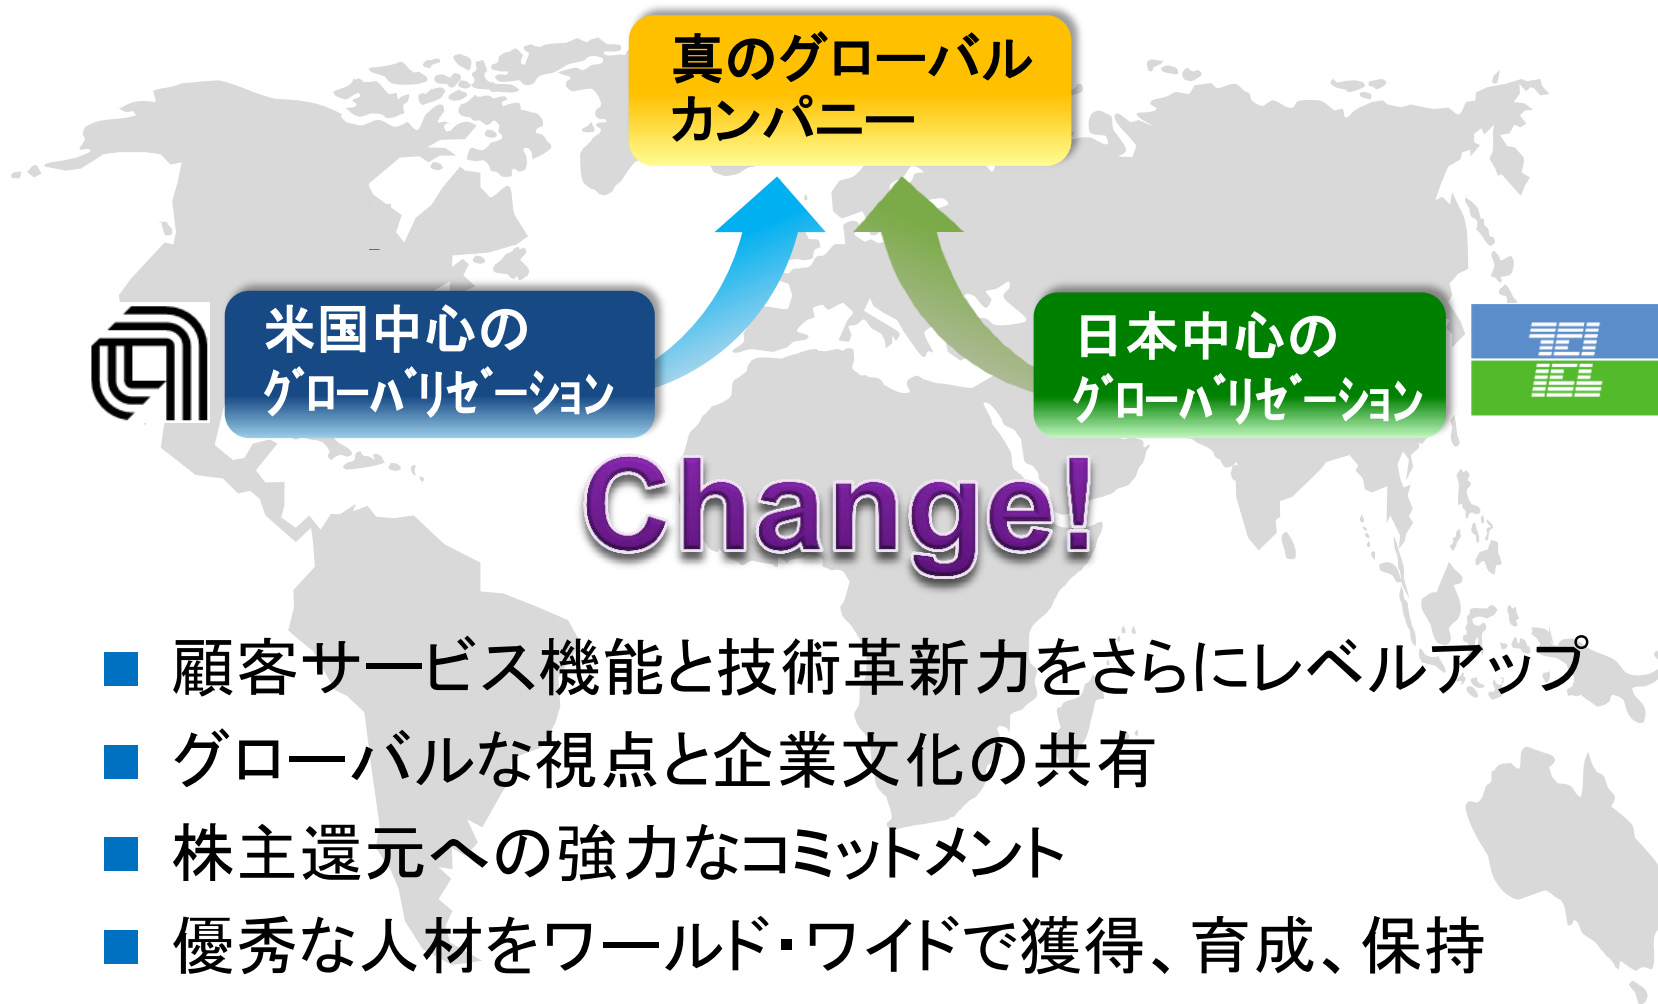 真のグローバル
カンパニー
米国中心の
グローバリゼーション
日本中心の
グローバリゼーション
TEL
Change!
■ 顧客サービス機能と技術革新力をさらにレベルアップ
■ グローバルな視点と企業文化の共有
■ 株主還元への強力なコミットメント
■ 優秀な人材をワールド・ワイドで獲得、育成、保持